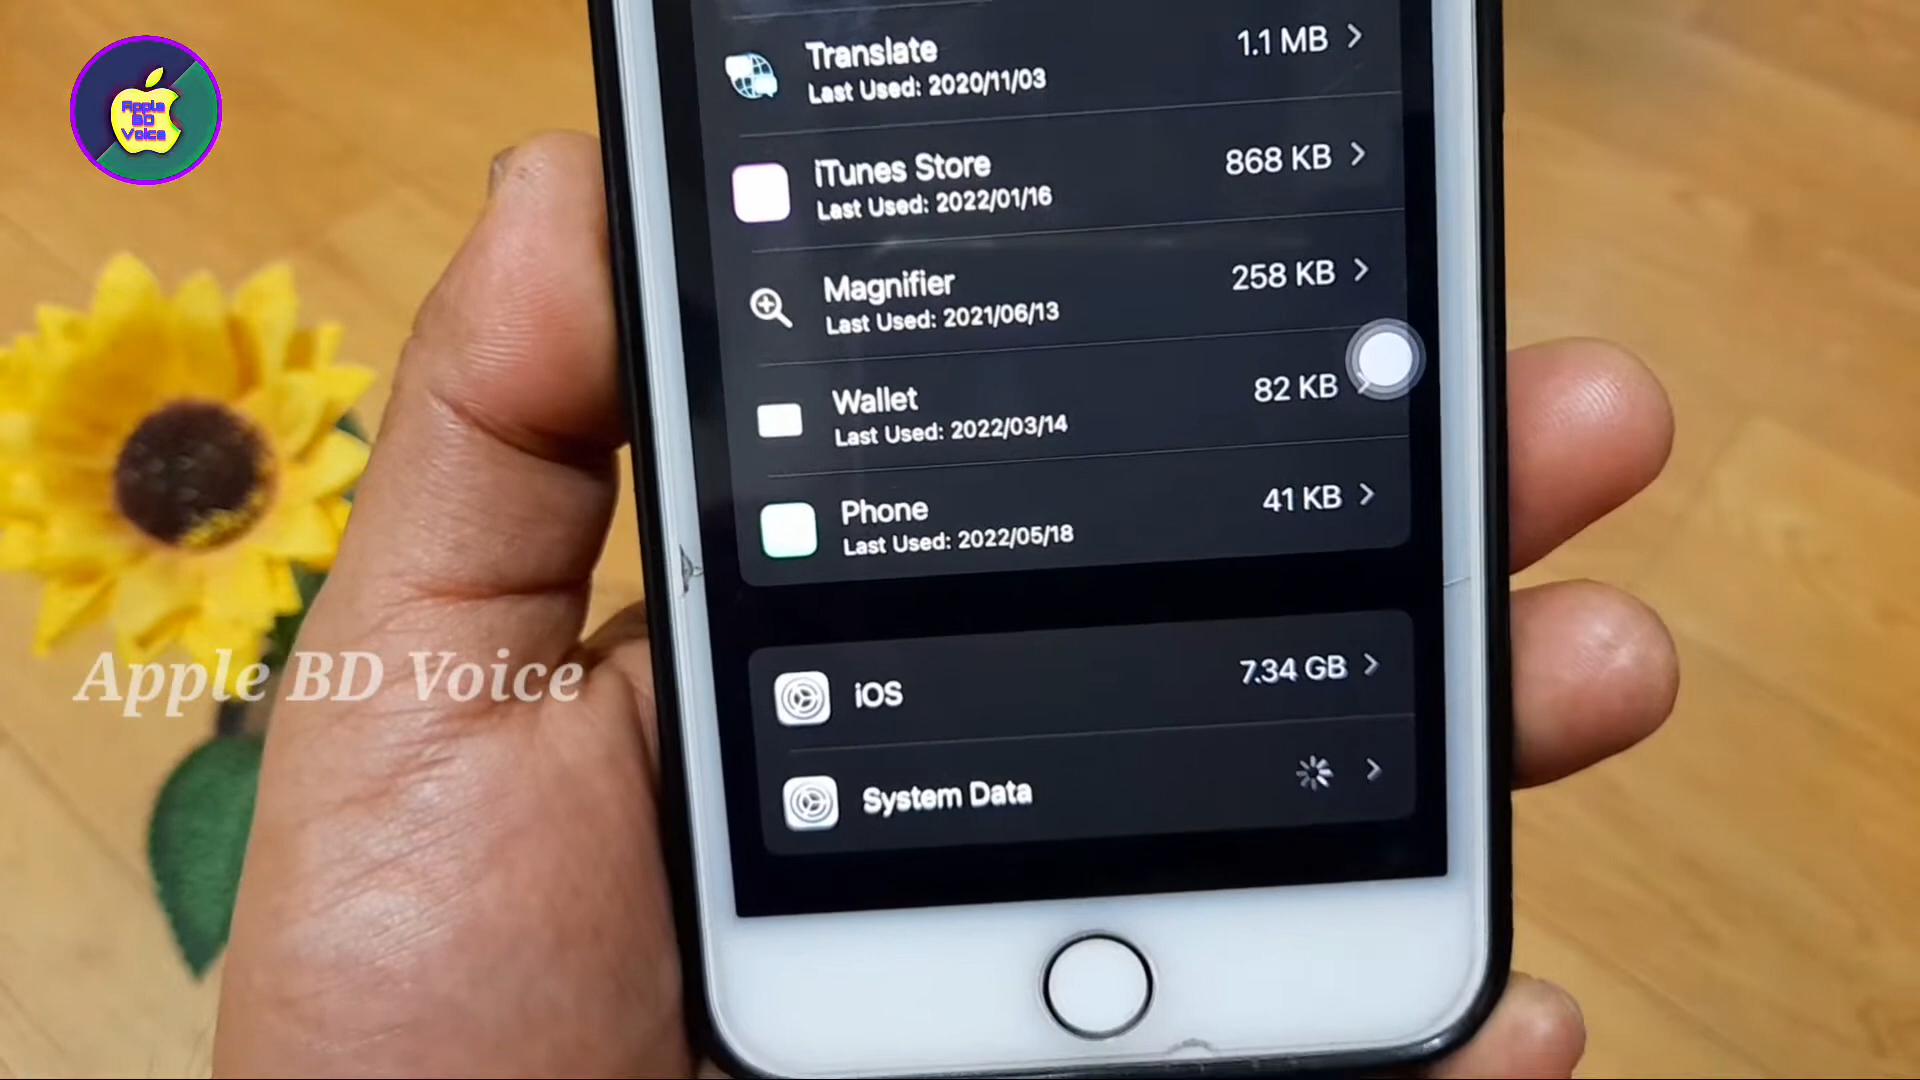 Apple
BD
Voice
Translate
1.1 MB
Last Used: 2020/11/03
iTunes Store
868 KB
Last Used: 2022/01/16
Magnifier
258 KB
Last Used: 2021/06/13
Wallet
82 KB
Last Used: 2022/03/14
Phone
41 KB
Last Used: 2022/05/18
Apple BD Voice
iOS
7.34 GB
System Data